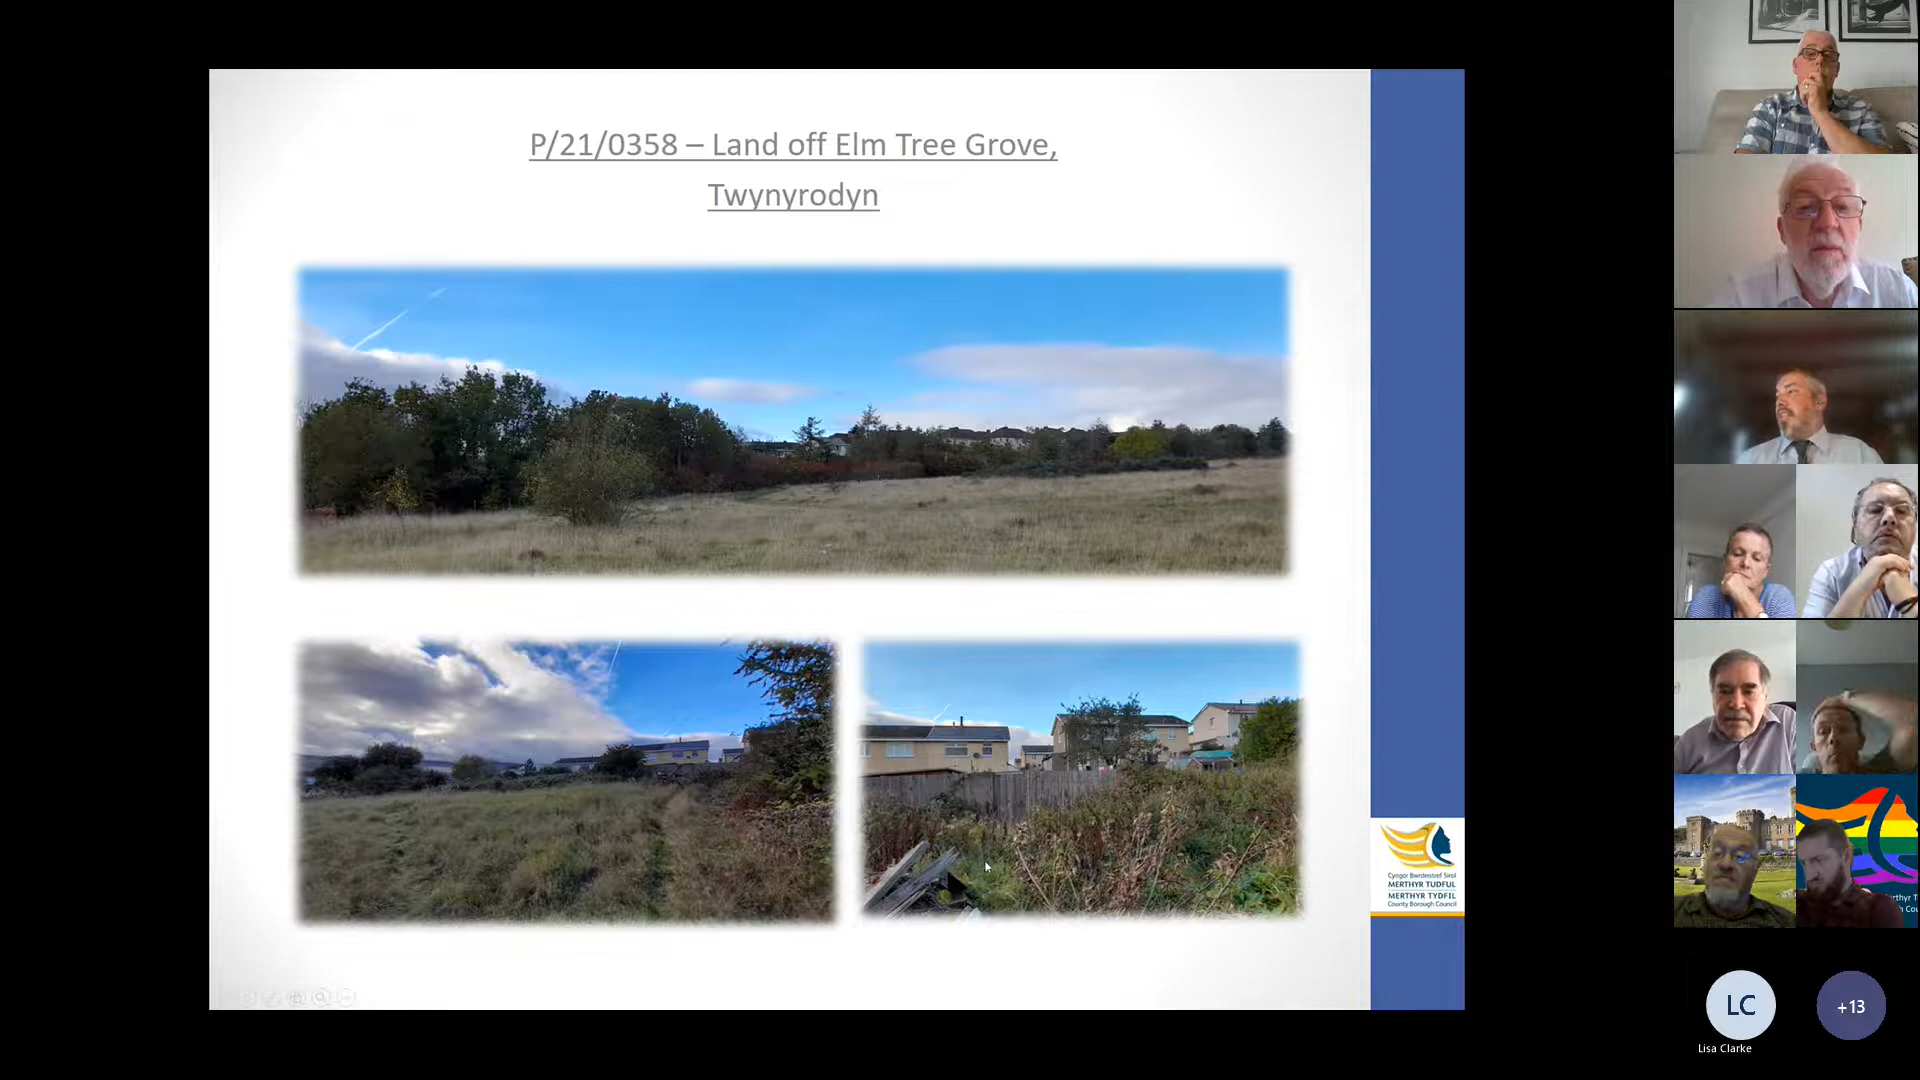 P/21/0358 – Land off Elm Tree Grove,
Twynyrodyn
Cyngor Bwrdeistref Sirol
MERTHYR TUDFUL
MERTHYR TYDFIL
County Borough Council
LC
Lisa Clarke
+13